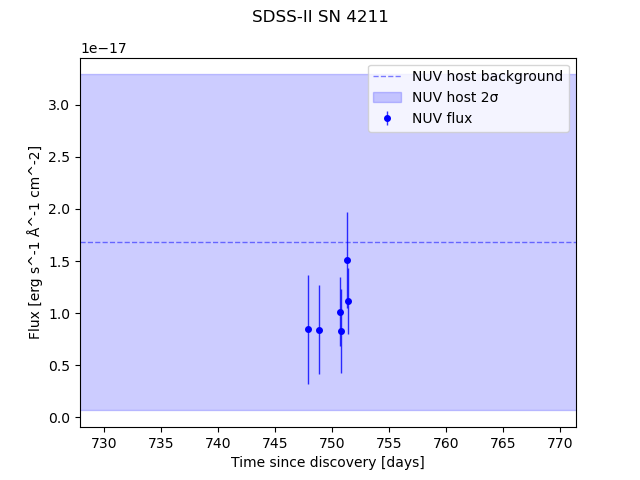 SDSS-II SN 4211
1e−17
NUV host background
NUV host 2σ
NUV flux
3.0
2.5
2.0
1.5
1.0
0.5
0.0
Flux [erg s^-1 Å^-1 cm^-2]
730 735 740 745 750 755 760 765 770
Time since discovery [days]